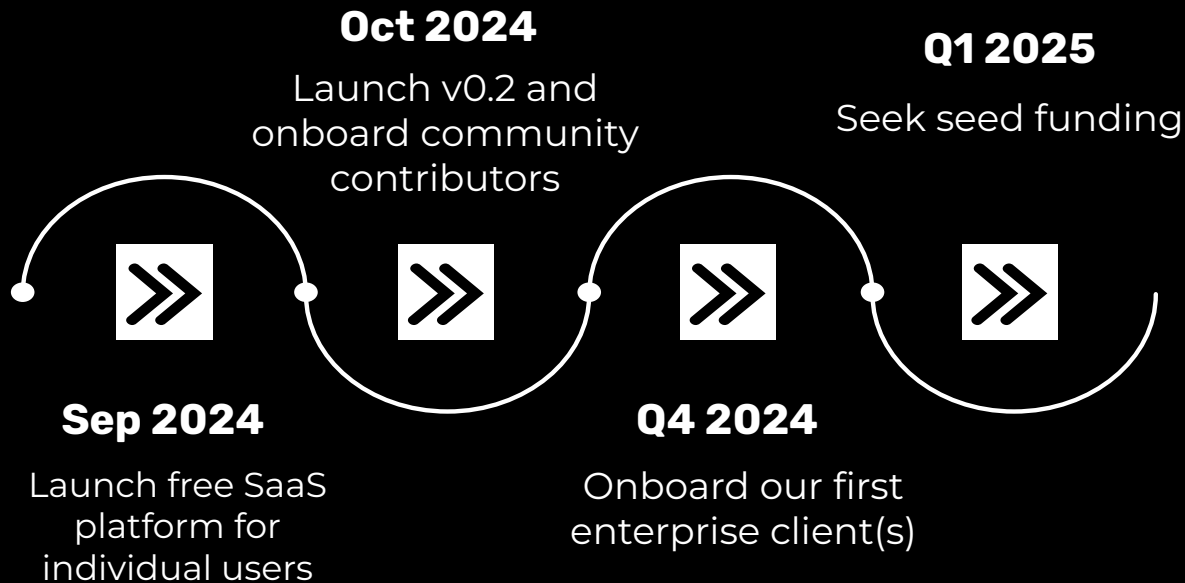 Oct 2024
Launch v0.2 and
onboard community
contributors
Q1 2025
Seek seed funding
Sep 2024
Launch free SaaS
platform for
individual users
Q4 2024
Onboard our first
enterprise client(s)